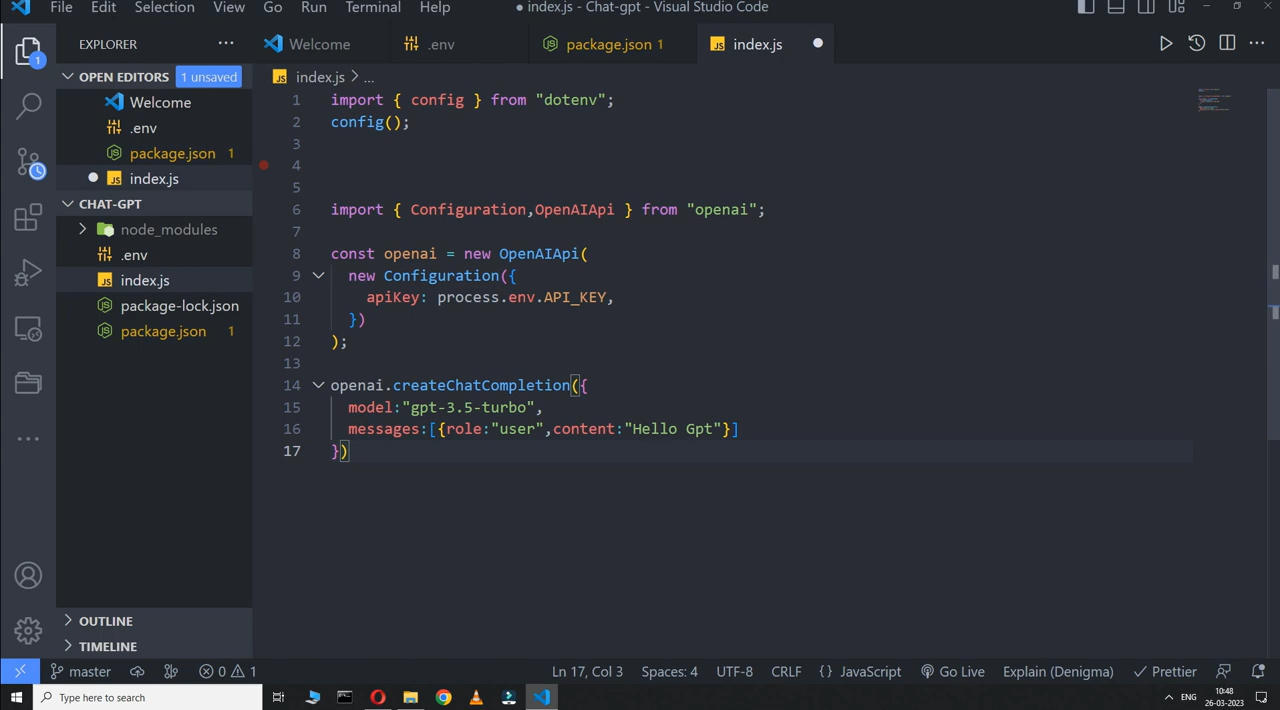 File Edit Selection View Go Run Terminal Help ● index.js - Chat-gpt - Visual Studio Code
EXPLORER
Welcome .env package.json 1 index.js
OPEN EDITORS 1 unsaved
Welcome
.env
package.json 1
index.js
CHAT-GPT
node_modules
.env
index.js
package-lock.json
package.json 1
OUTLINE
TIMELINE
1
index.js > ...
1 import { config } from "dotenv";
2 config();
3
4
5
6 import { Configuration,OpenAIApi } from "openai";
7
8 const openai = new OpenAIApi(
9 new Configuration({
10 apiKey: process.env.API_KEY,
11 })
12 );
13
14 openai.createChatCompletion({
15 model:"gpt-3.5-turbo",
16 messages:[{role:"user",content:"Hello Gpt"}]
17 })
master 0 1 Ln 17, Col 3 Spaces: 4 UTF-8 CRLF {} JavaScript Go Live Explain (Denigma) Prettier
Type here to search ENG 10:48
26-03-2023